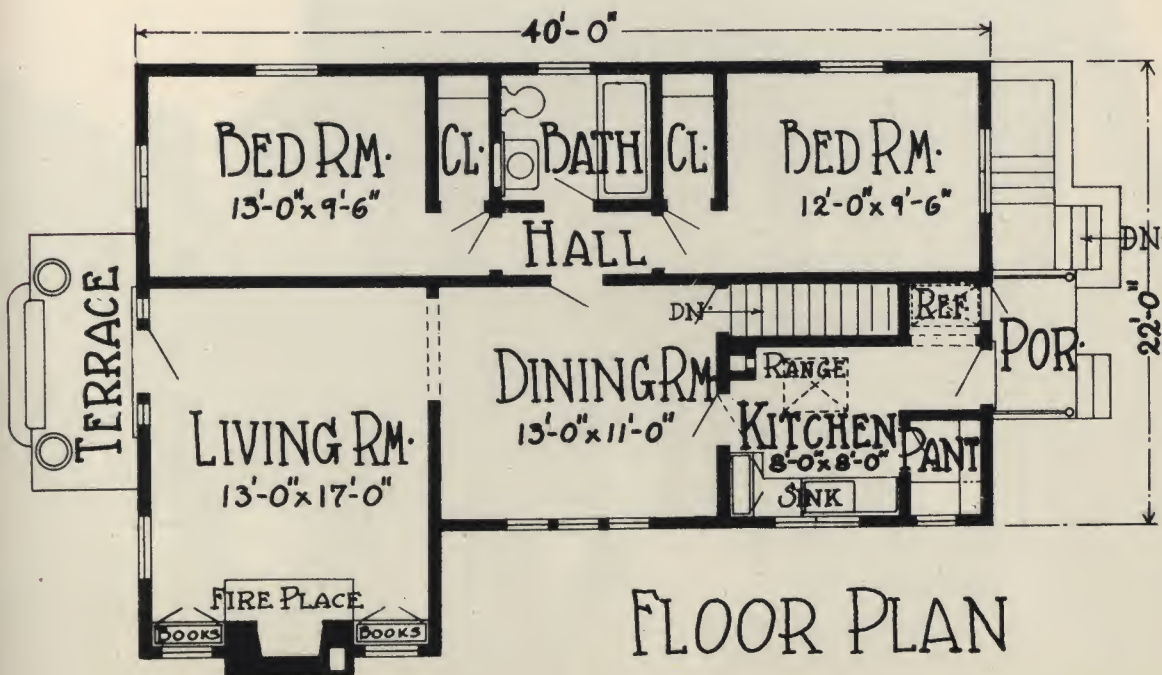 40'-0"
BED RM.
13'-0" x 9'-6"
CL.
BATH
CL.
BED RM.
12'-0" x 9'-6"
HALL
DN
TERRACE
DN.
REF.
POR.
22'-0"
LIVING RM.
13'-0" x 17'-0"
DINING RM.
13'-0" x 11'-0"
RANGE
KITCHEN
8'-0" x 8'-0"
PANT
SINK
FIRE PLACE
BOOKS
BOOKS
FLOOR PLAN